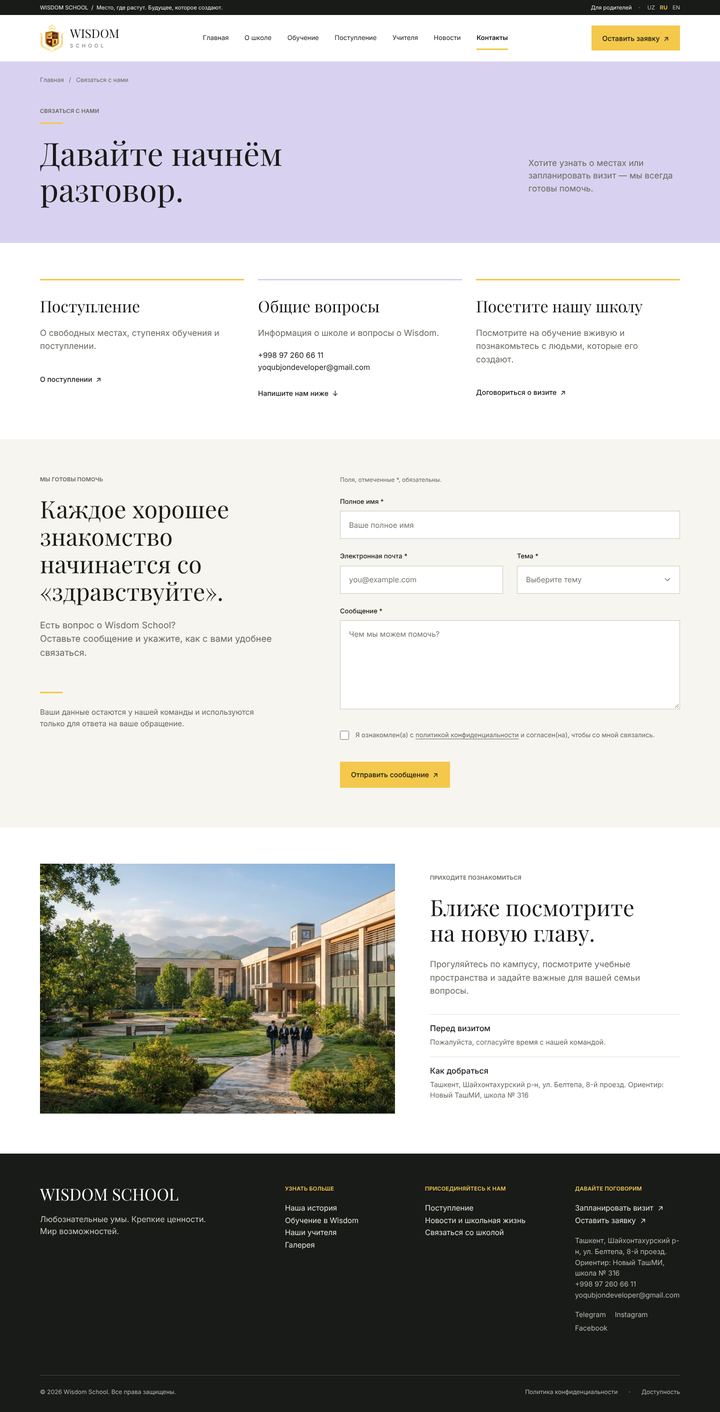 WISDOM SCHOOL / Место, где растут. Будущее, которое создают.
Для родителей · UZ RU EN
WISDOM
SCHOOL
Главная О школе Обучение Поступление Учителя Новости Контакты
Оставить заявку ↗
Главная / Связаться с нами
СВЯЗАТЬСЯ С НАМИ
Давайте начнём
разговор.
Хотите узнать о местах или
запланировать визит — мы всегда
готовы помочь.
Поступление
О свободных местах, ступенях обучения и
поступлении.
О поступлении ↗
Общие вопросы
Информация о школе и вопросы о Wisdom.
+998 97 260 66 11
yoqubjondeveloper@gmail.com
Напишите нам ниже ↓
Посетите нашу школу
Посмотрите на обучение вживую и
познакомьтесь с людьми, которые его
создают.
Договориться о визите ↗
МЫ ГОТОВЫ ПОМОЧЬ
Каждое хорошее
знакомство
начинается со
«здравствуйте».
Есть вопрос о Wisdom School?
Оставьте сообщение и укажите, как с вами удобнее
связаться.
Ваши данные остаются у нашей команды и используются
только для ответа на ваше обращение.
Поля, отмеченные *, обязательны.
Полное имя *
Ваше полное имя
Электронная почта *
you@example.com
Тема *
Выберите тему
Сообщение *
Чем мы можем помочь?
Я ознакомлен(а) с политикой конфиденциальности и согласен(на), чтобы со мной связались.
Отправить сообщение ↗
ПРИХОДИТЕ ПОЗНАКОМИТЬСЯ
Ближе посмотрите
на новую главу.
Прогуляйтесь по кампусу, посмотрите учебные
пространства и задайте важные для вашей семьи
вопросы.
Перед визитом
Пожалуйста, согласуйте время с нашей командой.
Как добраться
Ташкент, Шайхонтахурский р-н, ул. Белтепа, 8-й проезд. Ориентир:
Новый ТашМИ, школа № 316
WISDOM SCHOOL
Любознательные умы. Крепкие ценности.
Мир возможностей.
УЗНАТЬ БОЛЬШЕ
Наша история
Обучение в Wisdom
Наши учителя
Галерея
ПРИСОЕДИНЯЙТЕСЬ К НАМ
Поступление
Новости и школьная жизнь
Связаться со школой
ДАВАЙТЕ ПОГОВОРИМ
Запланировать визит ↗
Оставить заявку ↗
Ташкент, Шайхонтахурский р-
н, ул. Белтепа, 8-й проезд.
Ориентир: Новый ТашМИ,
школа № 316
+998 97 260 66 11
yoqubjondeveloper@gmail.com
Telegram Instagram
Facebook
© 2026 Wisdom School. Все права защищены.
Политика конфиденциальности · Доступность